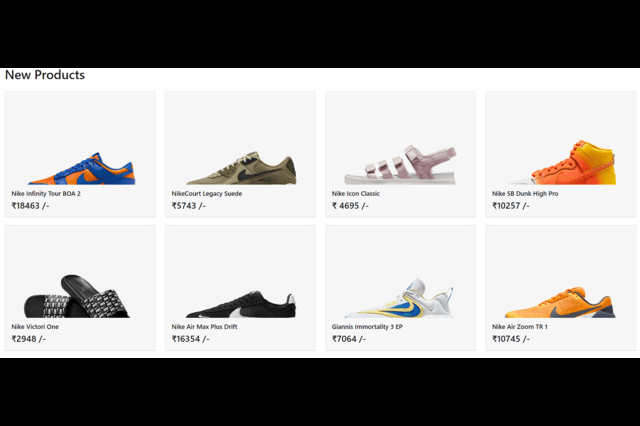 New Products
Nike Infinity Tour BOA 2
₹18463 /-
NikeCourt Legacy Suede
₹5743 /-
Nike Icon Classic
₹ 4695 /-
Nike SB Dunk High Pro
₹10257 /-
Nike Victori One
₹2948 /-
Nike Air Max Plus Drift
₹16354 /-
Giannis Immortality 3 EP
₹7064 /-
Nike Air Zoom TR 1
₹10745 /-